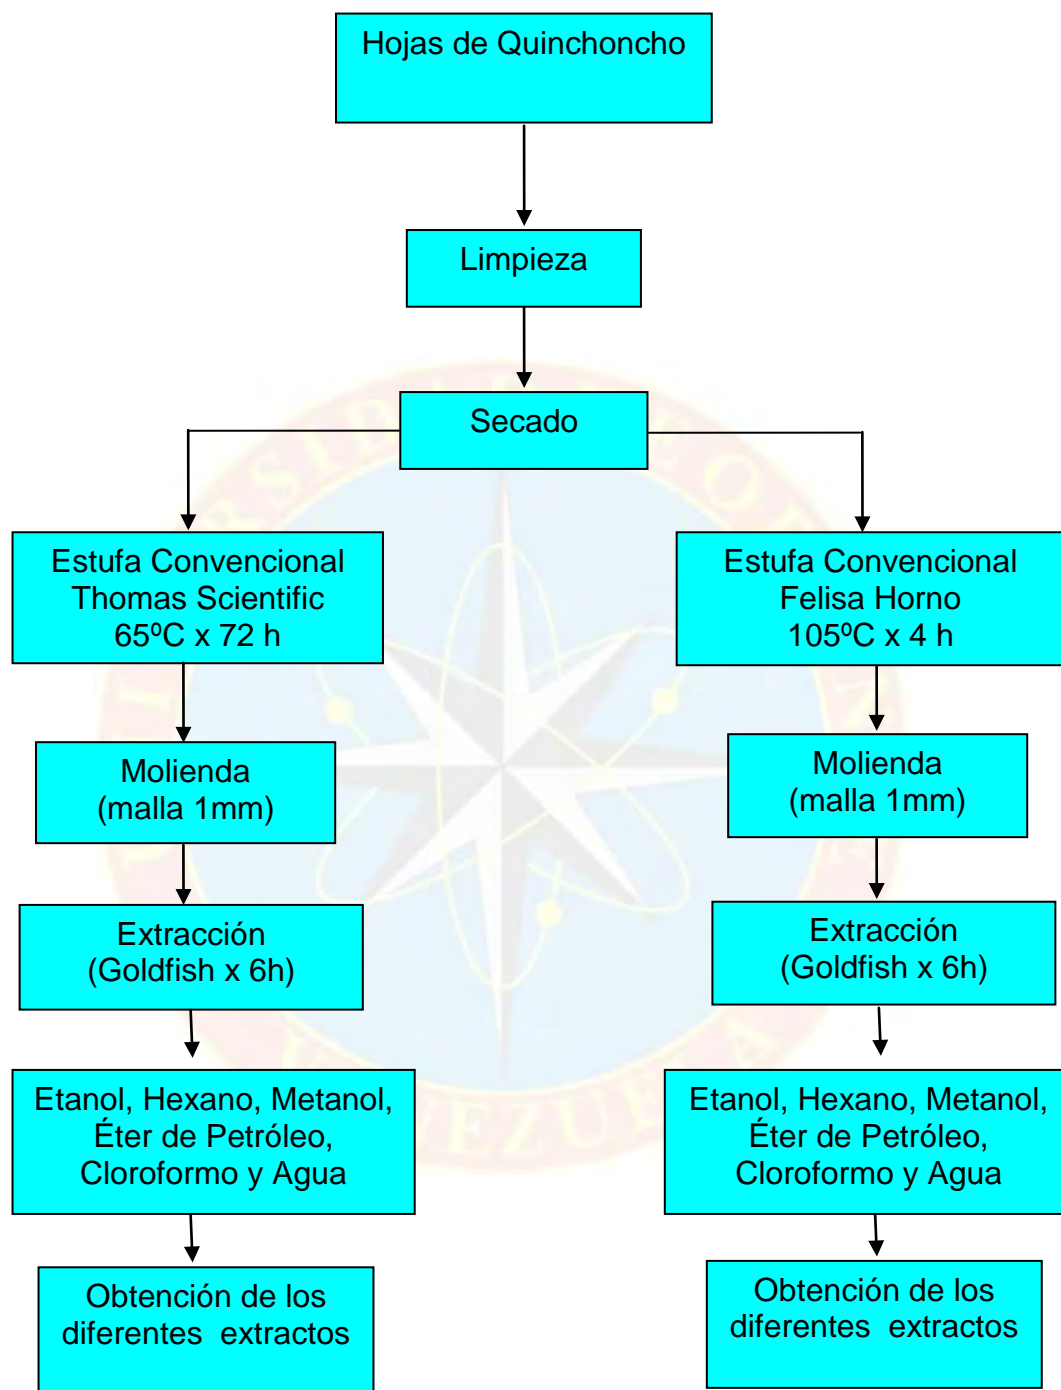 Hojas de Quinchoncho
Limpieza
Secado
Estufa Convencional
Thomas Scientific
65ºC x 72 h
Estufa Convencional
Felisa Horno
105ºC x 4 h
Molienda
(malla 1mm)
Molienda
(malla 1mm)
Extracción
(Goldfish x 6h)
Extracción
(Goldfish x 6h)
Etanol, Hexano, Metanol,
Éter de Petróleo,
Cloroformo y Agua
Etanol, Hexano, Metanol,
Éter de Petróleo,
Cloroformo y Agua
Obtención de los
diferentes extractos
Obtención de los
diferentes extractos